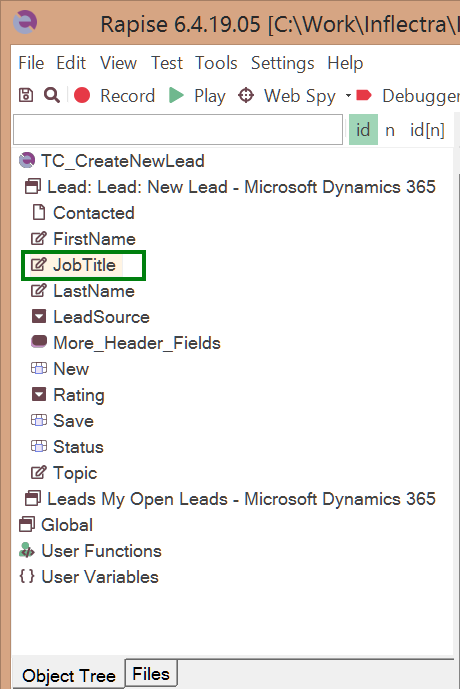 Rapise 6.4.19.05 [C:\Work\Inflectra\
File Edit View Test Tools Settings Help
Record Play Web Spy Debugger
id n id[n]
TC_CreateNewLead
Lead: Lead: New Lead - Microsoft Dynamics 365
Contacted
FirstName
JobTitle
LastName
LeadSource
More_Header_Fields
New
Rating
Save
Status
Topic
Leads My Open Leads - Microsoft Dynamics 365
Global
User Functions
{} User Variables
Object Tree Files